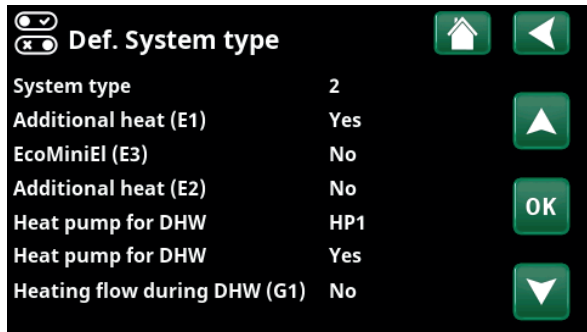 Def. System type
System type 2
Additional heat (E1) Yes
EcoMiniEl (E3) No
Additional heat (E2) No
Heat pump for DHW HP1
Heat pump for DHW Yes
Heating flow during DHW (G1) No
OK